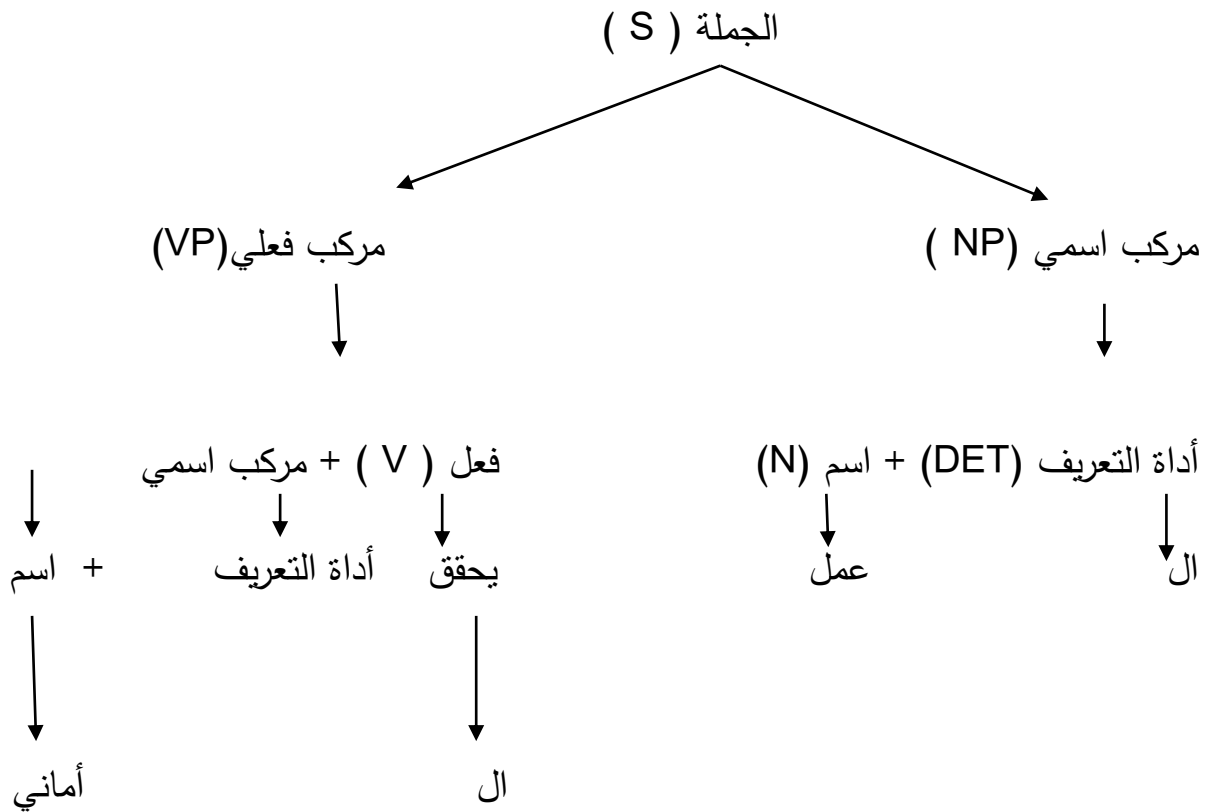 الجملة ( S )
مركب اسمي (NP ) مركب فعلي(VP)
أداة التعريف (DET) + اسم (N) فعل ( V ) + مركب اسمي
ال عمل يحقق أداة التعريف + اسم
ال أماني